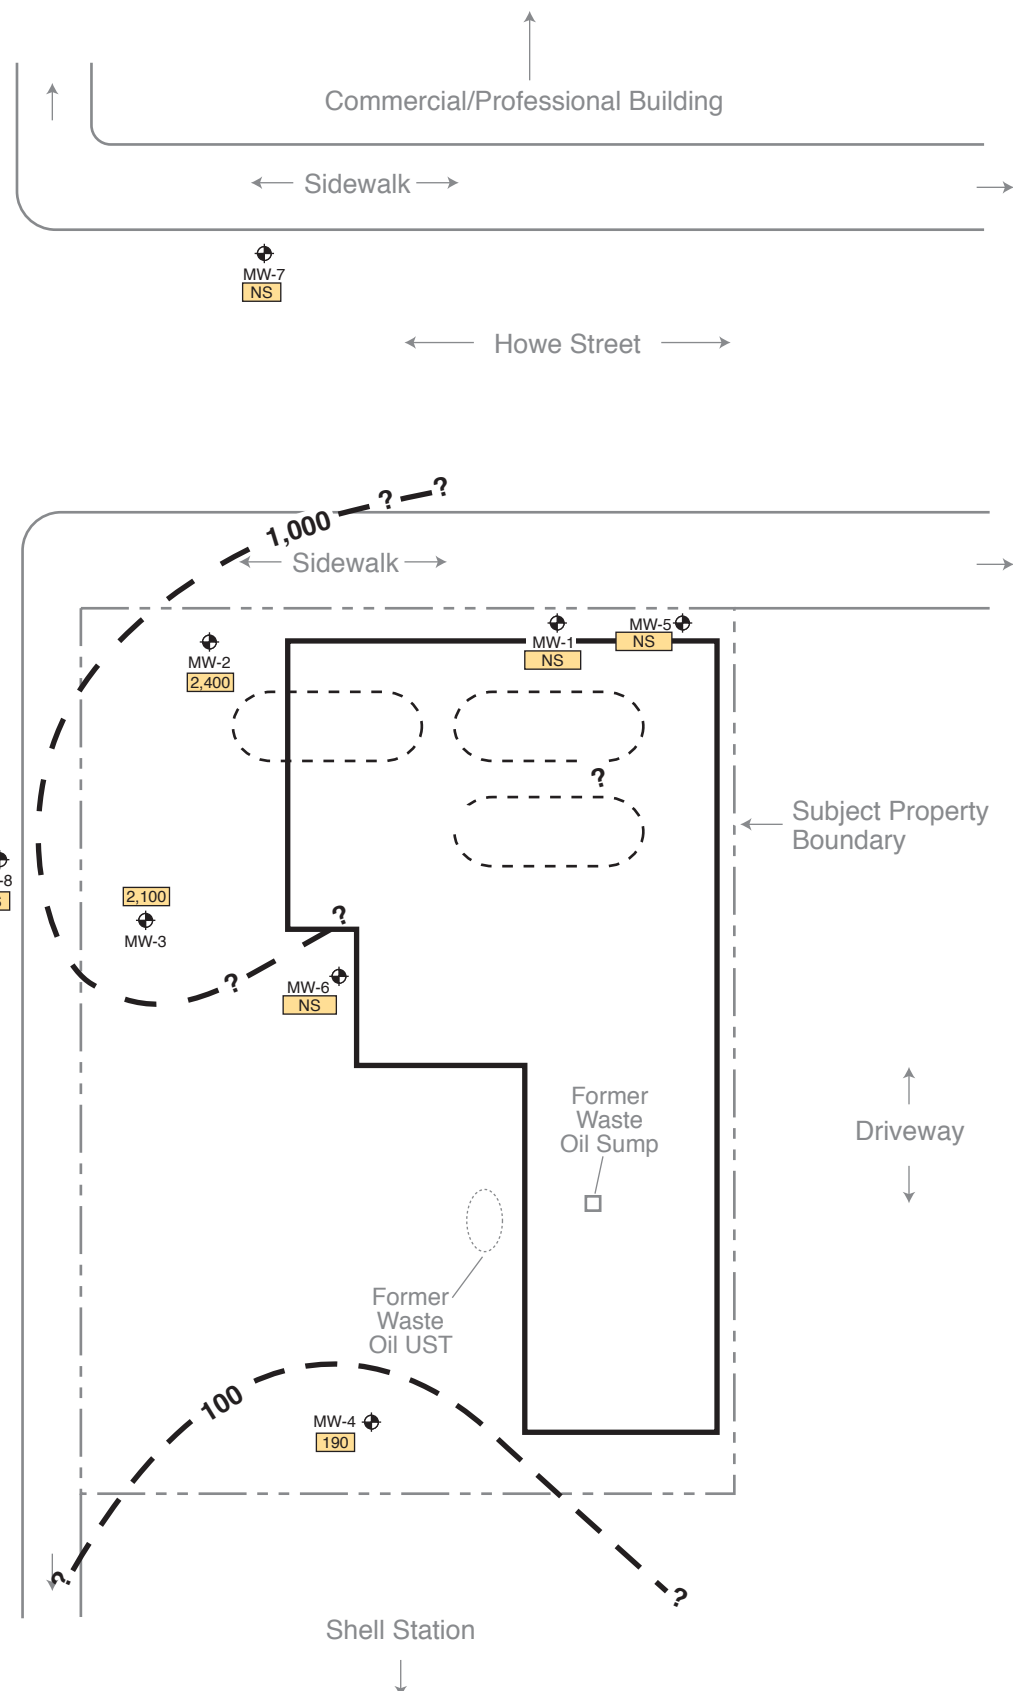 Commercial/Professional Building
Sidewalk
MW-7
NS
Howe Street
? ?
1,000
Sidewalk
MW-1
NS
MW-5
NS
MW-2
2,400
?
Subject Property
Boundary
-8
2,100
MW-3
?
?
MW-6
NS
Former
Waste
Oil Sump
Driveway
Former
Waste
Oil UST
100
MW-4
190
?
?
Shell Station